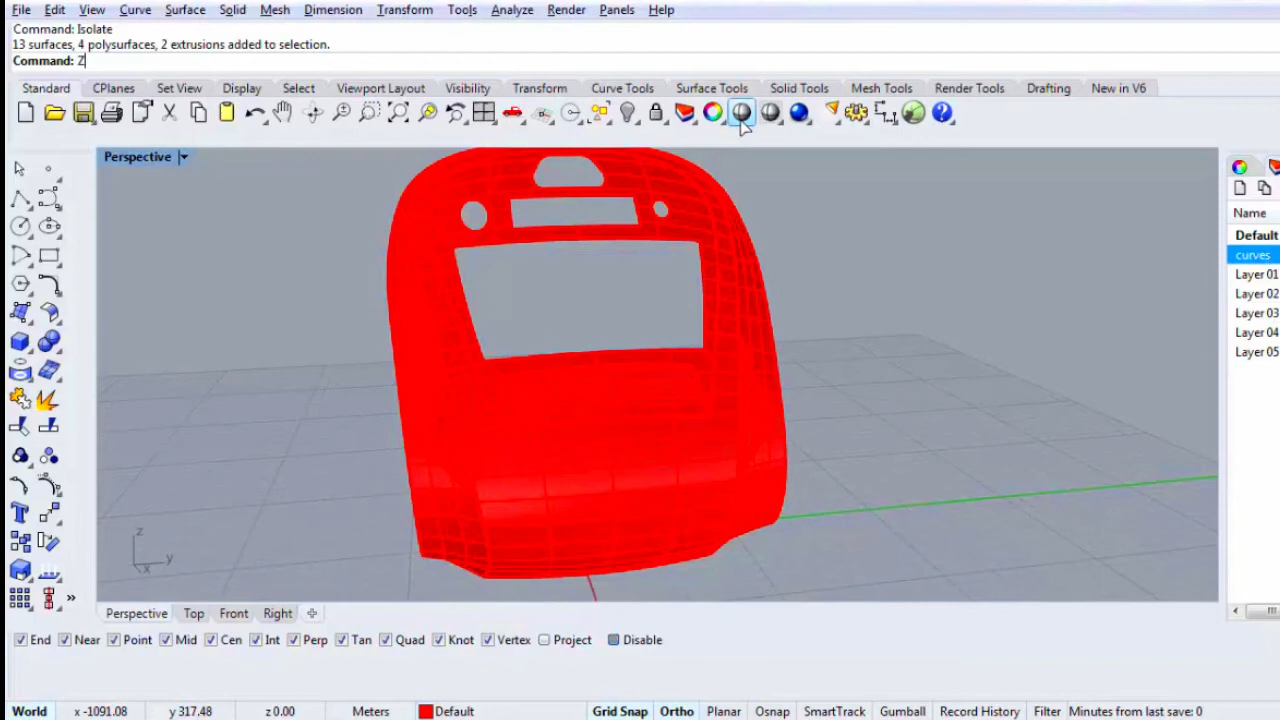 File Edit View Curve Surface Solid Mesh Dimension Transform Tools Analyze Render Panels Help
Command: Isolate
13 surfaces, 4 polysurfaces, 2 extrusions added to selection.
Command: Z
Standard CPlanes Set View Display Select Viewport Layout Visibility Transform Curve Tools Surface Tools Solid Tools Mesh Tools Render Tools Drafting New in V6
Perspective
Name
Default
curves
Layer 01
Layer 02
Layer 03
Layer 04
Layer 05
z
y
x
Perspective Top Front Right
End Near Point Mid Cen Int Perp Tan Quad Knot Vertex Project Disable
World x -1091.08 y 317.48 z 0.00 Meters Default Grid Snap Ortho Planar Osnap SmartTrack Gumball Record History Filter Minutes from last save: 0